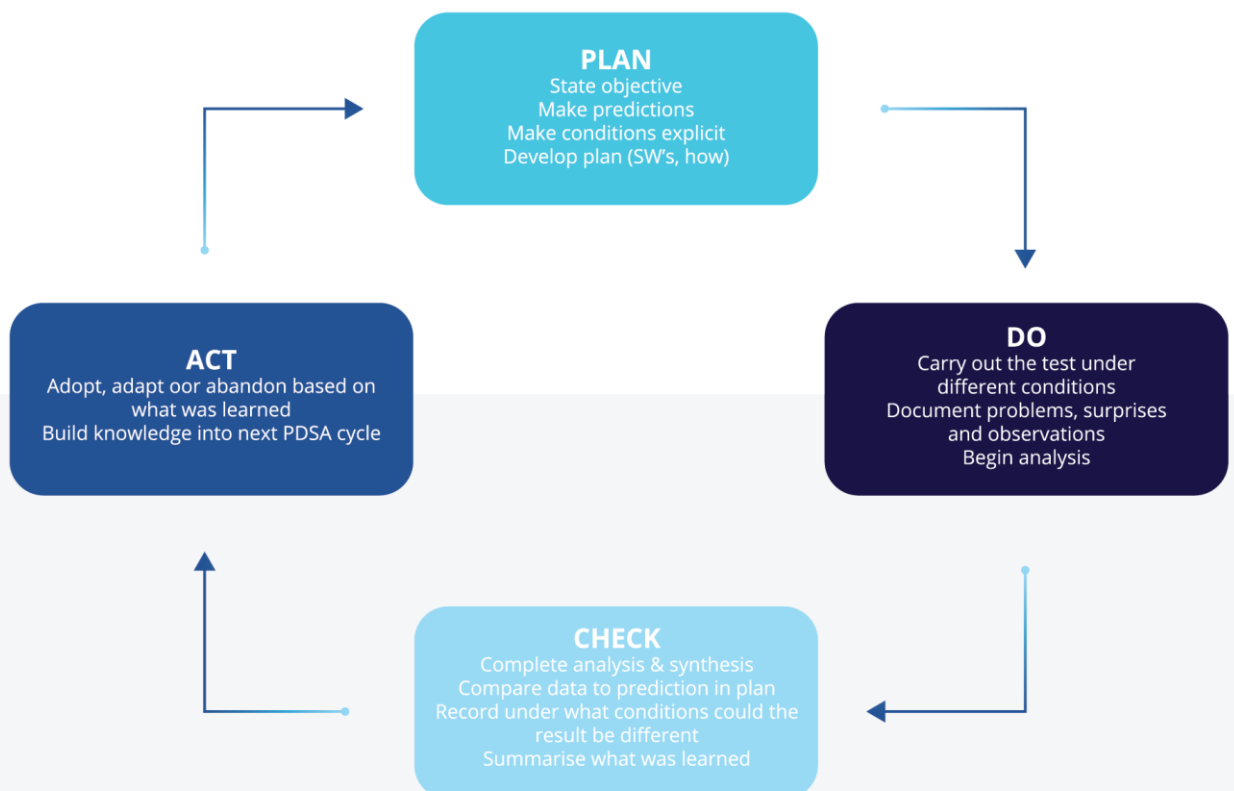 PLAN
State objective
Make predictions
Make conditions explicit
Develop plan (SW's, how)
DO
Carry out the test under
different conditions
Document problems, surprises
and observations
Begin analysis
CHECK
Complete analysis & synthesis
Compare data to prediction in plan
Record under what conditions could the
result be different
Summarise what was learned
ACT
Adopt, adapt oor abandon based on
what was learned
Build knowledge into next PDSA cycle